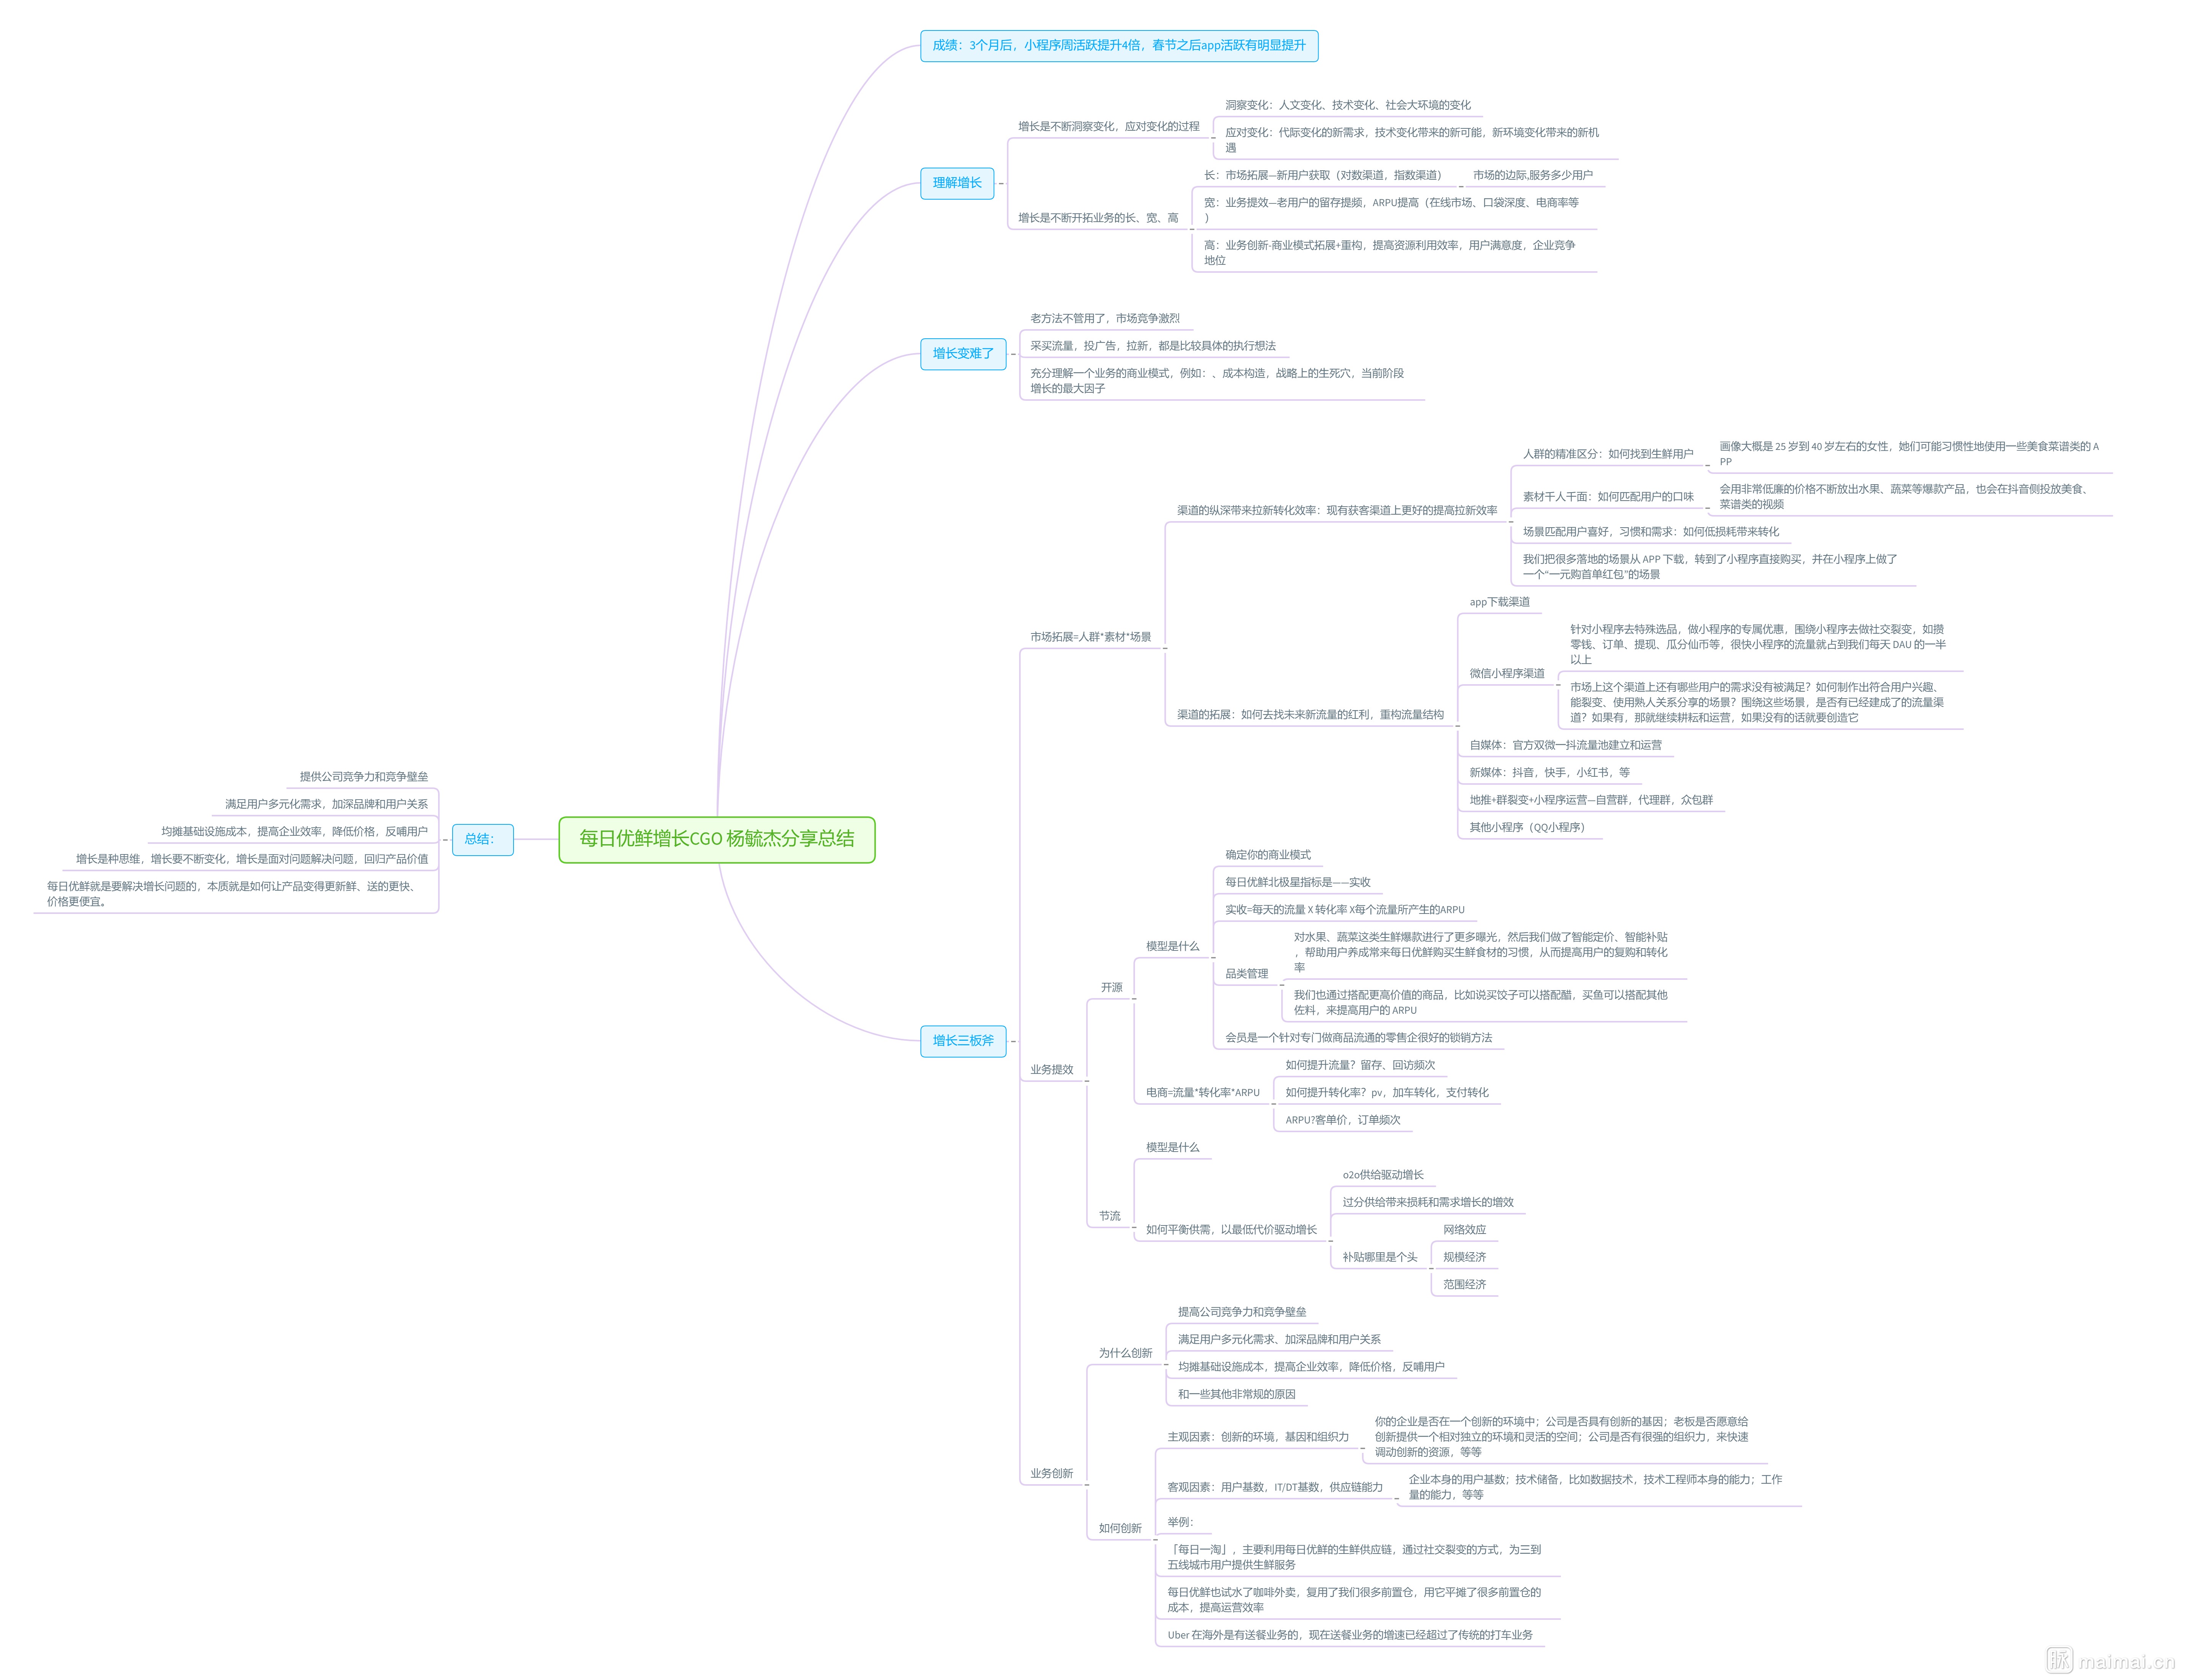 成绩：3个月后，小程序周活跃提升4倍，春节之后app活跃有明显提升
理解增长
增长是不断洞察变化，应对变化的过程
洞察变化：人文变化、技术变化、社会大环境的变化
应对变化：代际变化的新需求，技术变化带来的新可能，新环境变化带来的新机
遇
增长是不断开拓业务的长、宽、高
长：市场拓展—新用户获取（对数渠道，指数渠道）
市场的边际,服务多少用户
宽：业务提效—老用户的留存提频，ARPU提高（在线市场、口袋深度、电商率等
）
高：业务创新-商业模式拓展+重构，提高资源利用效率，用户满意度，企业竞争
地位
增长变难了
老方法不管用了，市场竞争激烈
采买流量，投广告，拉新，都是比较具体的执行想法
充分理解一个业务的商业模式，例如：、成本构造，战略上的生死穴，当前阶段
增长的最大因子
增长三板斧
市场拓展=人群*素材*场景
渠道的纵深带来拉新转化效率：现有获客渠道上更好的提高拉新效率
人群的精准区分：如何找到生鲜用户
画像大概是 25 岁到 40 岁左右的女性，她们可能习惯性地使用一些美食菜谱类的 A
PP
素材千人千面：如何匹配用户的口味
会用非常低廉的价格不断放出水果、蔬菜等爆款产品，也会在抖音侧投放美食、
菜谱类的视频
场景匹配用户喜好，习惯和需求：如何低损耗带来转化
我们把很多落地的场景从 APP 下载，转到了小程序直接购买，并在小程序上做了
一个“一元购首单红包”的场景
渠道的拓展：如何去找未来新流量的红利，重构流量结构
app下载渠道
微信小程序渠道
针对小程序去特殊选品，做小程序的专属优惠，围绕小程序去做社交裂变，如攒
零钱、订单、提现、瓜分仙币等，很快小程序的流量就占到我们每天 DAU 的一半
以上
市场上这个渠道上还有哪些用户的需求没有被满足？如何制作出符合用户兴趣、
能裂变、使用熟人关系分享的场景？围绕这些场景，是否有已经建成了的流量渠
道？如果有，那就继续耕耘和运营，如果没有的话就要创造它
自媒体：官方双微一抖流量池建立和运营
新媒体：抖音，快手，小红书，等
地推+群裂变+小程序运营—自营群，代理群，众包群
其他小程序（QQ小程序）
业务提效
开源
模型是什么
确定你的商业模式
每日优鲜北极星指标是——实收
实收=每天的流量 X 转化率 X每个流量所产生的ARPU
品类管理
对水果、蔬菜这类生鲜爆款进行了更多曝光，然后我们做了智能定价、智能补贴
，帮助用户养成常来每日优鲜购买生鲜食材的习惯，从而提高用户的复购和转化
率
我们也通过搭配更高价值的商品，比如说买饺子可以搭配醋，买鱼可以搭配其他
佐料，来提高用户的 ARPU
会员是一个针对专门做商品流通的零售企很好的锁销方法
电商=流量*转化率*ARPU
如何提升流量？留存、回访频次
如何提升转化率？pv，加车转化，支付转化
ARPU?客单价，订单频次
节流
模型是什么
如何平衡供需，以最低代价驱动增长
o2o供给驱动增长
过分供给带来损耗和需求增长的增效
补贴哪里是个头
网络效应
规模经济
范围经济
业务创新
为什么创新
提高公司竞争力和竞争壁垒
满足用户多元化需求、加深品牌和用户关系
均摊基础设施成本，提高企业效率，降低价格，反哺用户
和一些其他非常规的原因
如何创新
主观因素：创新的环境，基因和组织力
你的企业是否在一个创新的环境中；公司是否具有创新的基因；老板是否愿意给
创新提供一个相对独立的环境和灵活的空间；公司是否有很强的组织力，来快速
调动创新的资源，等等
客观因素：用户基数，IT/DT基数，供应链能力
企业本身的用户基数；技术储备，比如数据技术，技术工程师本身的能力；工作
量的能力，等等
举例：
「每日一淘」，主要利用每日优鲜的生鲜供应链，通过社交裂变的方式，为三到
五线城市用户提供生鲜服务
每日优鲜也试水了咖啡外卖，复用了我们很多前置仓，用它平摊了很多前置仓的
成本，提高运营效率
Uber 在海外是有送餐业务的，现在送餐业务的增速已经超过了传统的打车业务
每日优鲜增长CGO 杨毓杰分享总结
总结：
提供公司竞争力和竞争壁垒
满足用户多元化需求，加深品牌和用户关系
均摊基础设施成本，提高企业效率，降低价格，反哺用户
增长是种思维，增长要不断变化，增长是面对问题解决问题，回归产品价值
每日优鲜就是要解决增长问题的，本质就是如何让产品变得更新鲜、送的更快、
价格更便宜。
脉 maimai.cn